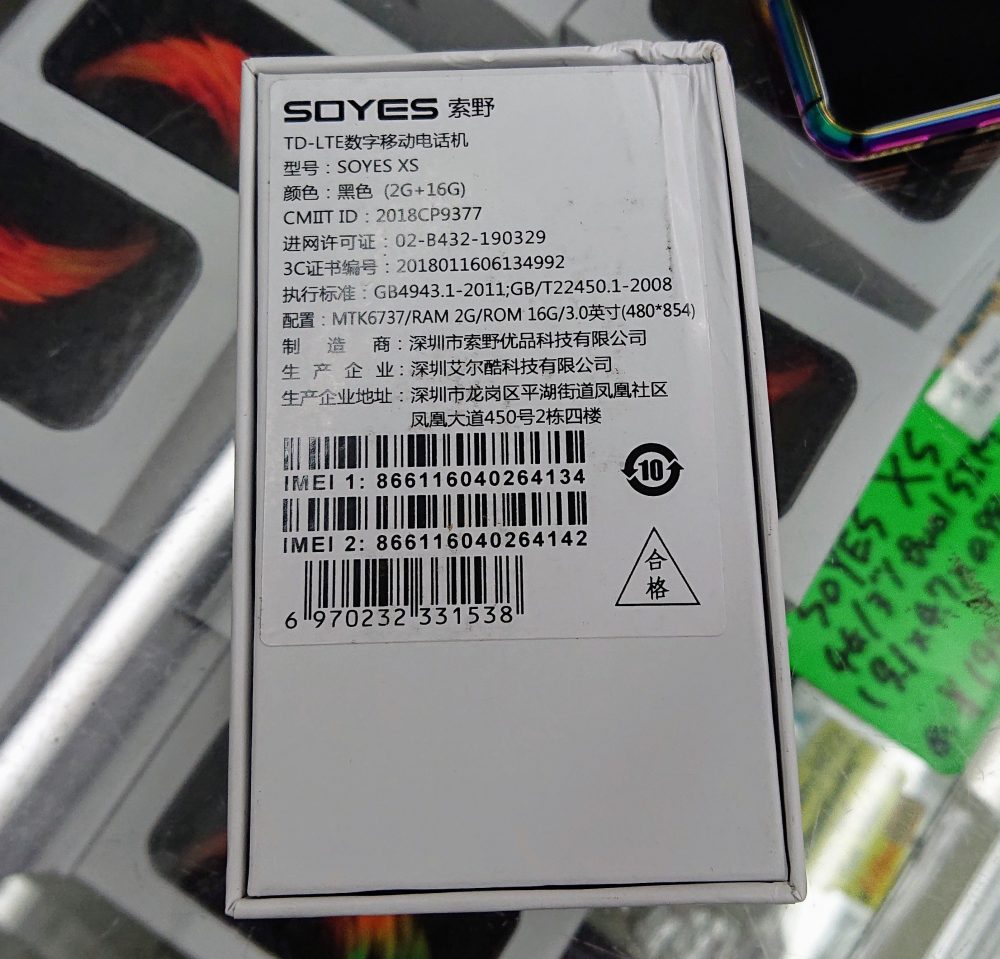 SOYES 索野
TD-LTE数字移动电话机
型号：SOYES XS
颜色：黑色 (2G+16G)
CMIIT ID：2018CP9377
进网许可证：02-B432-190329
3C证书编号：2018011606134992
执行标准：GB4943.1-2011;GB/T22450.1-2008
配置：MTK6737/RAM 2G/ROM 16G/3.0英寸(480*854)
制 造 商：深圳市索野优品科技有限公司
生 产 企 业：深圳艾尔酷科技有限公司
生产企业地址：深圳市龙岗区平湖街道凤凰社区
凤凰大道450号2栋四楼
IMEI 1: 866116040264134
10
IMEI 2: 866116040264142
合
格
6 970232 331538
SOYES XS